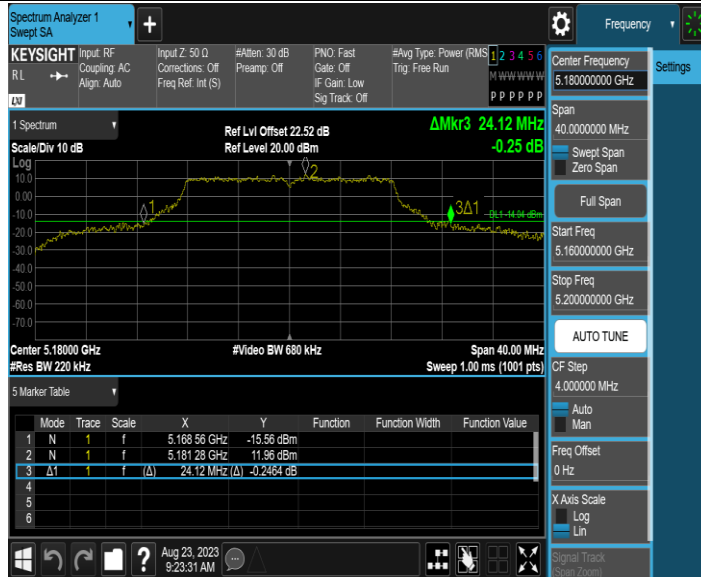 Spectrum Analyzer 1
Swept SA
+
Frequency
KEYSIGHT
RL
LXI
Input: RF
Coupling: AC
Align: Auto
Input Z: 50 Ω
Corrections: Off
Freq Ref: Int (S)
#Atten: 30 dB
Preamp: Off
PNO: Fast
Gate: Off
IF Gain: Low
Sig Track: Off
#Avg Type: Power (RMS
Trig: Free Run
1 2 3 4 5 6
M W W W W W
P P P P P P
1 Spectrum
Scale/Div 10 dB
Ref Lvl Offset 22.52 dB
Ref Level 20.00 dBm
ΔMkr3 24.12 MHz
-0.25 dB
Log
10.0
0.00
-10.0
-20.0
-30.0
-40.0
-50.0
-60.0
-70.0
1
2
3Δ1
DL1 -14.04 dBm
Center 5.18000 GHz
#Res BW 220 kHz
#Video BW 680 kHz
Span 40.00 MHz
Sweep 1.00 ms (1001 pts)
5 Marker Table
Mode Trace Scale X Y Function Function Width Function Value
1 N 1 f 5.168 56 GHz -15.56 dBm
2 N 1 f 5.181 28 GHz 11.96 dBm
3 Δ1 1 f (Δ) 24.12 MHz (Δ) -0.2464 dB
4
5
6
Aug 23, 2023
9:23:31 AM
?
Center Frequency
5.180000000 GHz
Settings
Span
40.0000000 MHz
Swept Span
Zero Span
Full Span
Start Freq
5.160000000 GHz
Stop Freq
5.200000000 GHz
AUTO TUNE
CF Step
4.000000 MHz
Auto
Man
Freq Offset
0 Hz
X Axis Scale
Log
Lin
Signal Track
(Span Zoom)